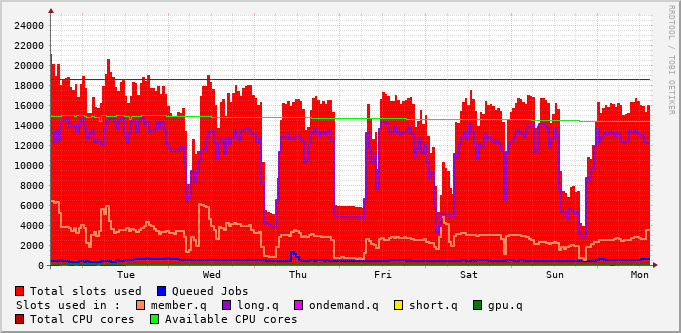 RRDTOOL / TOBI OETIKER
24000
22000
20000
18000
16000
14000
12000
10000
8000
6000
4000
2000
0
Tue Wed Thu Fri Sat Sun Mon
Total slots used Queued Jobs
Slots used in : member.q long.q ondemand.q short.q gpu.q
Total CPU cores Available CPU cores